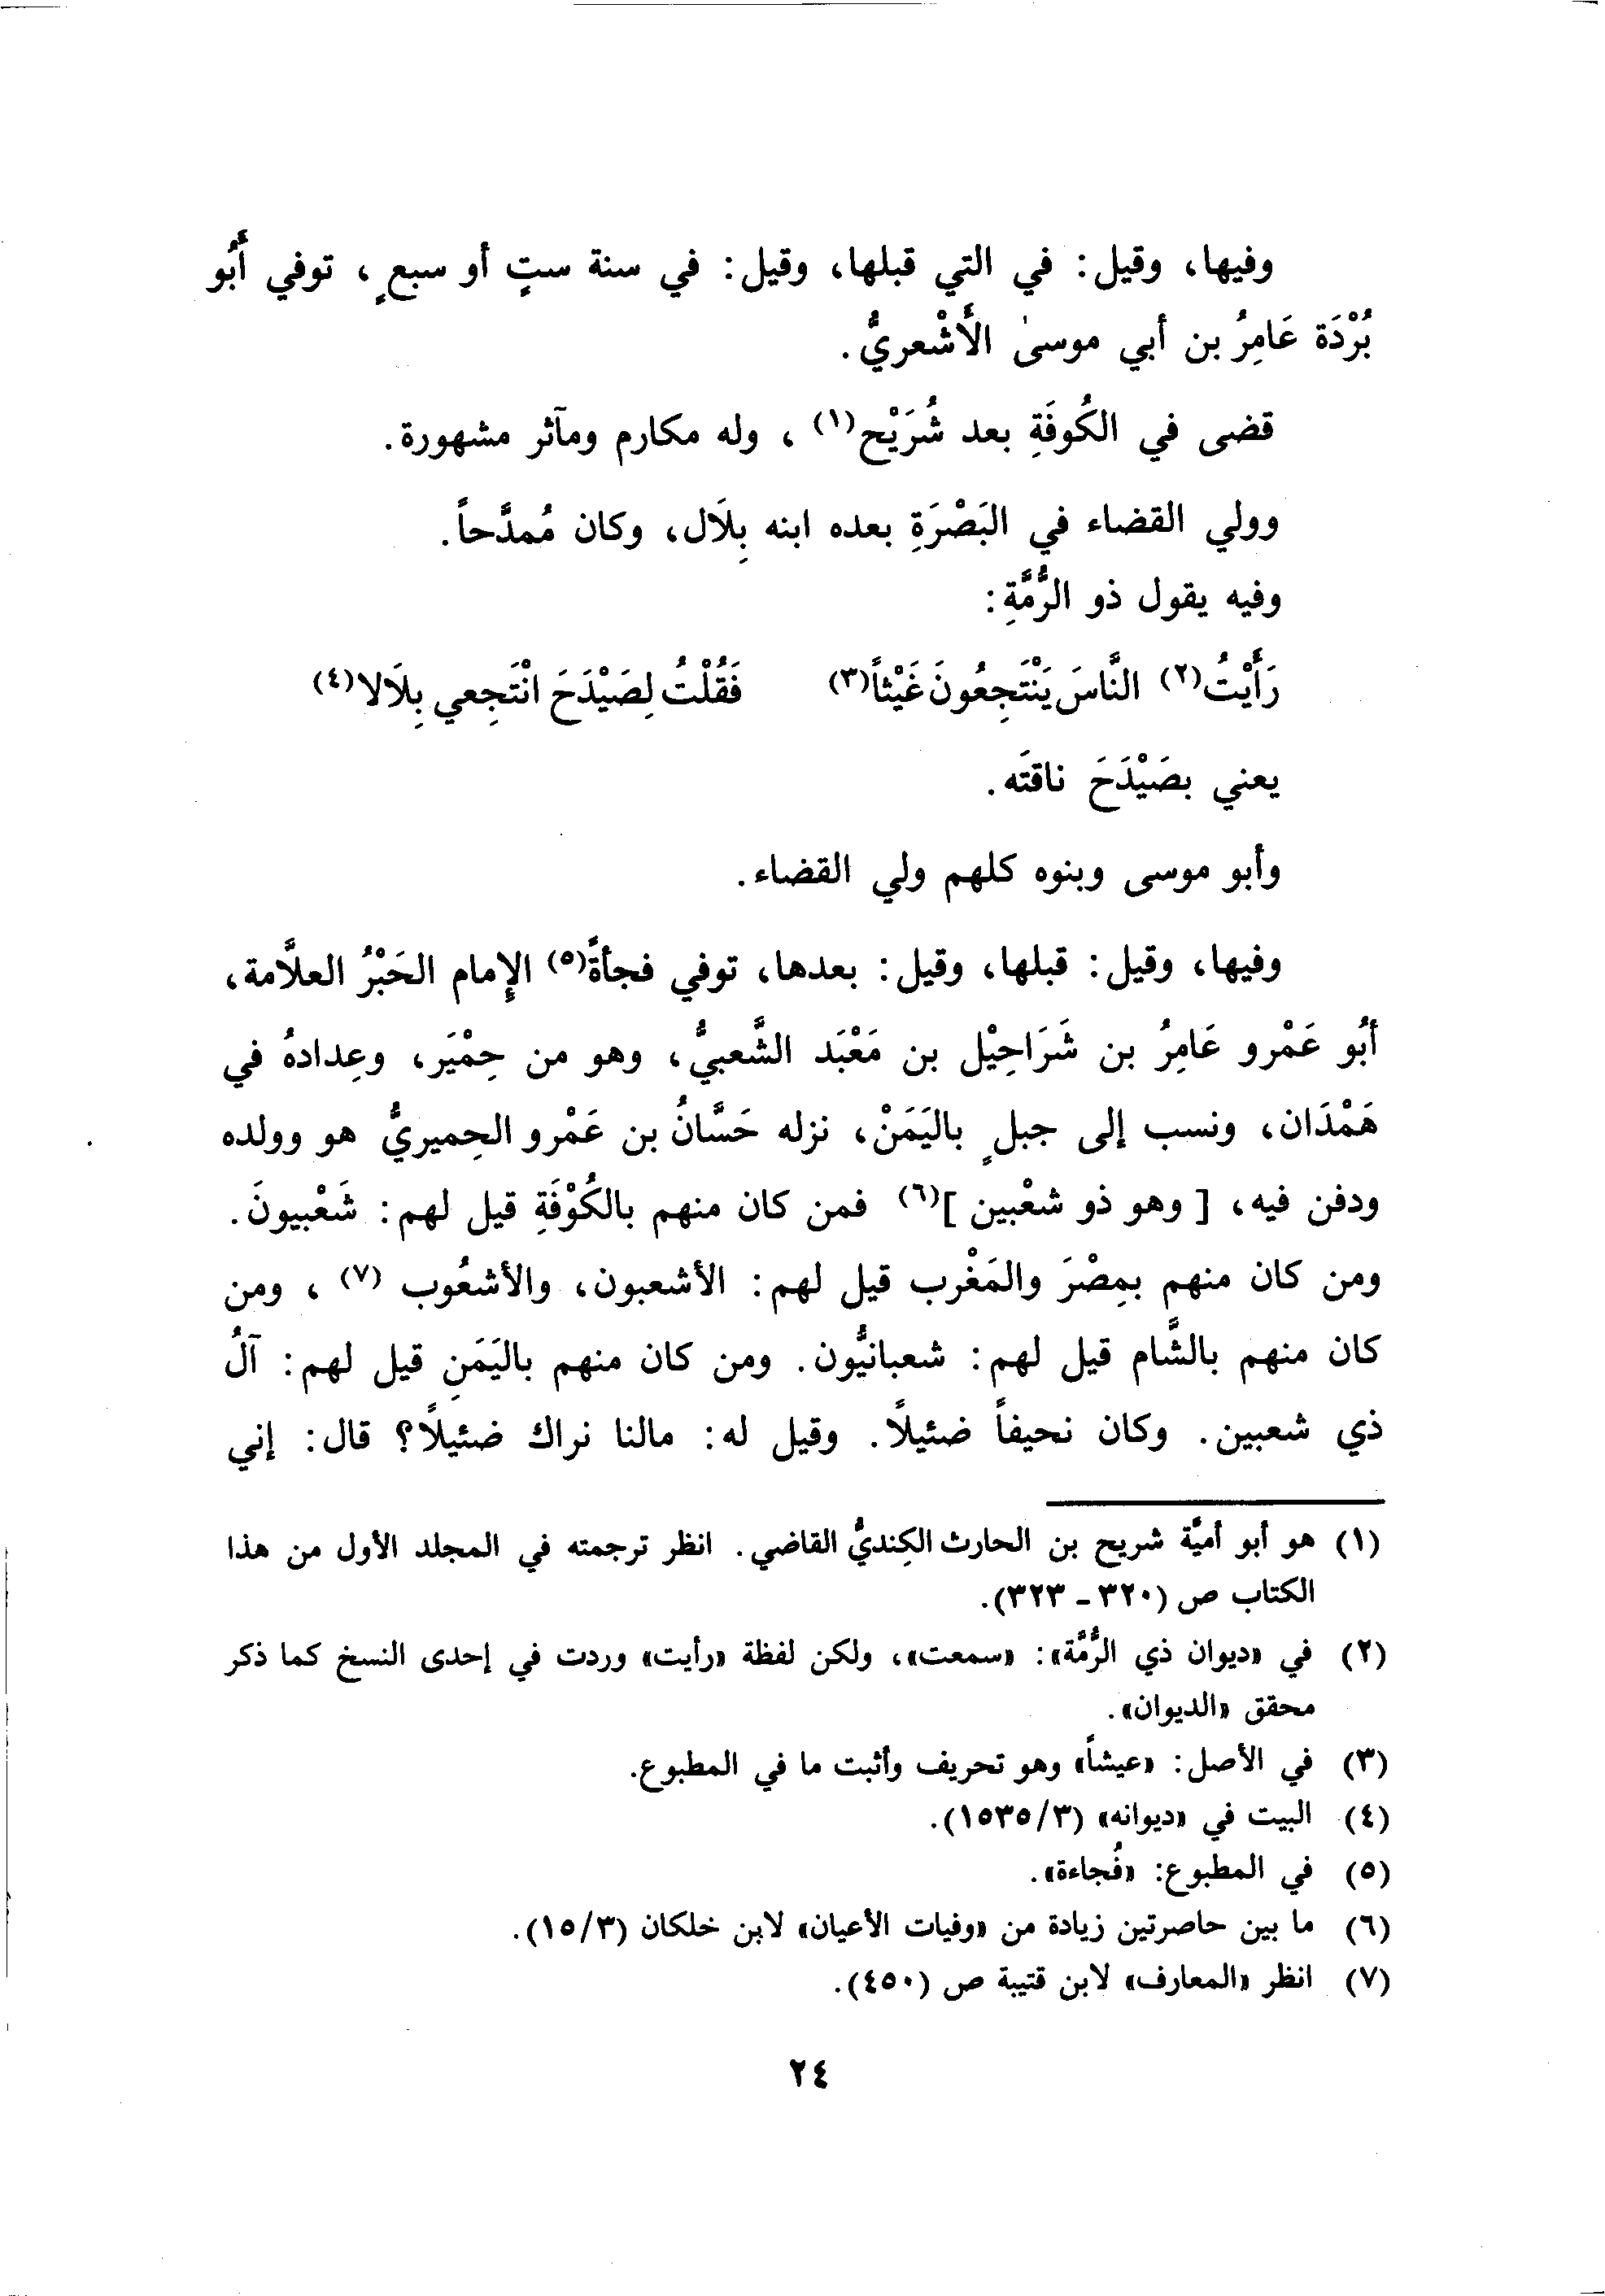 وفيها، وقيل: في التي قبلها، وقيل: في سنة ستٍ أو سبعٍ، توفي أَبُو
بُرْدَة عَامِرُ بن أبي موسىٰ الأَشْعريُّ.
قضى في الكُوفَةِ بعد شُرَيْح(١)، وله مكارم ومآثر مشهورة.
وولي القضاء في البَصْرَةِ بعده ابنه بِلَال، وكان مُمدَّحاً.
وفيه يقول ذو الرُّمَّةِ:
رَأَيْتُ(٢) النَّاسَ يَنْتَجِعُونَ غَيْثاً(٣) فَقُلْتُ لِصَيْدَحَ انْتَجِعي بِلَالا(٤)
يعني بصَيْدَحَ ناقتَه.
وأبو موسى وبنوه كلهم ولي القضاء.
وفيها، وقيل: قبلها، وقيل: بعدها، توفي فجأةً(٥) الإمام الحَبْرُ العلاَّمة،
أبُو عَمْرو عَامِرُ بن شَرَاحِيْل بن مَعْبَد الشَّعبيُّ، وهو من حِمْيَر، وعِدادهُ في
هَمْدَان، ونسب إلى جبلٍ باليَمَنْ، نزله حَسَّانُ بن عَمْرو الحِميريُّ هو وولده
ودفن فيه، [وهو ذو شعْبين](٦) فمن كان منهم بالكُوْفَةِ قيل لهم: شَعْبيونَ.
ومن كان منهم بمِصْرَ والمَغْرب قيل لهم: الأشعبون، والأشعُوب (٧)، ومن
كان منهم بالشَّام قيل لهم: شعبانيُّون. ومن كان منهم باليَمَنِ قيل لهم: آلُ
ذي شعبين. وكان نحيفاً ضئيلًا. وقيل له: مالنا نراك ضئيلًا؟ قال: إني
(١) هو أبو أميَّة شريح بن الحارث الكِنديُّ القاضي. انظر ترجمته في المجلد الأول من هذا
الكتاب ص (٣٢٠ - ٣٢٣).
(٢) في «ديوان ذي الرُّمَّة»: «سمعت»، ولكن لفظة «رأيت» وردت في إحدى النسخ كما ذكر
محقق «الديوان».
(٣) في الأصل: «عيشاً» وهو تحريف وأثبت ما في المطبوع.
(٤) البيت في «ديوانه» (١٥٣٥/٣).
(٥) في المطبوع: «فُجاءة».
(٦) ما بين حاصرتين زيادة من «وفيات الأعيان» لابن خلكان (١٥/٣).
(٧) انظر «المعارف» لابن قتيبة ص (٤٥٠).
٢٤